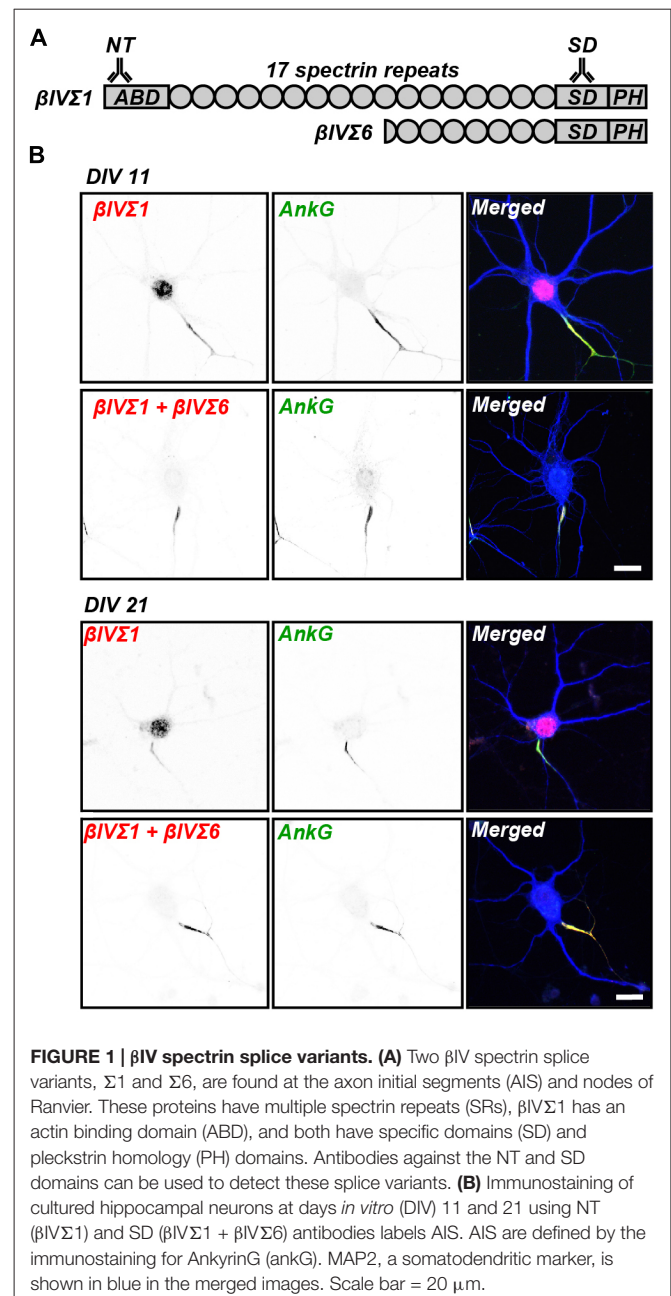 A
NT
SD
17 spectrin repeats
βIVΣ1
ABD
SD
PH
βIVΣ6
SD
PH
B
DIV 11
βIVΣ1
AnkG
Merged
βIVΣ1 + βIVΣ6
AnkG
Merged
DIV 21
βIVΣ1
AnkG
Merged
βIVΣ1 + βIVΣ6
AnkG
Merged
FIGURE 1 | βIV spectrin splice variants. (A) Two βIV spectrin splice
variants, Σ1 and Σ6, are found at the axon initial segments (AIS) and nodes of
Ranvier. These proteins have multiple spectrin repeats (SRs), βIVΣ1 has an
actin binding domain (ABD), and both have specific domains (SD) and
pleckstrin homology (PH) domains. Antibodies against the NT and SD
domains can be used to detect these splice variants. (B) Immunostaining of
cultured hippocampal neurons at days in vitro (DIV) 11 and 21 using NT
(βIVΣ1) and SD (βIVΣ1 + βIVΣ6) antibodies labels AIS. AIS are defined by the
immunostaining for AnkyrinG (ankG). MAP2, a somatodendritic marker, is
shown in blue in the merged images. Scale bar = 20 μm.